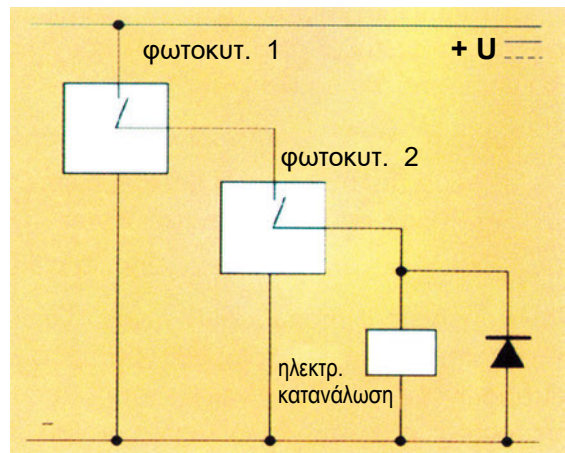 φωτοκυτ. 1
+ U
φωτοκυτ. 2
ηλεκτρ.
κατανάλωση
-